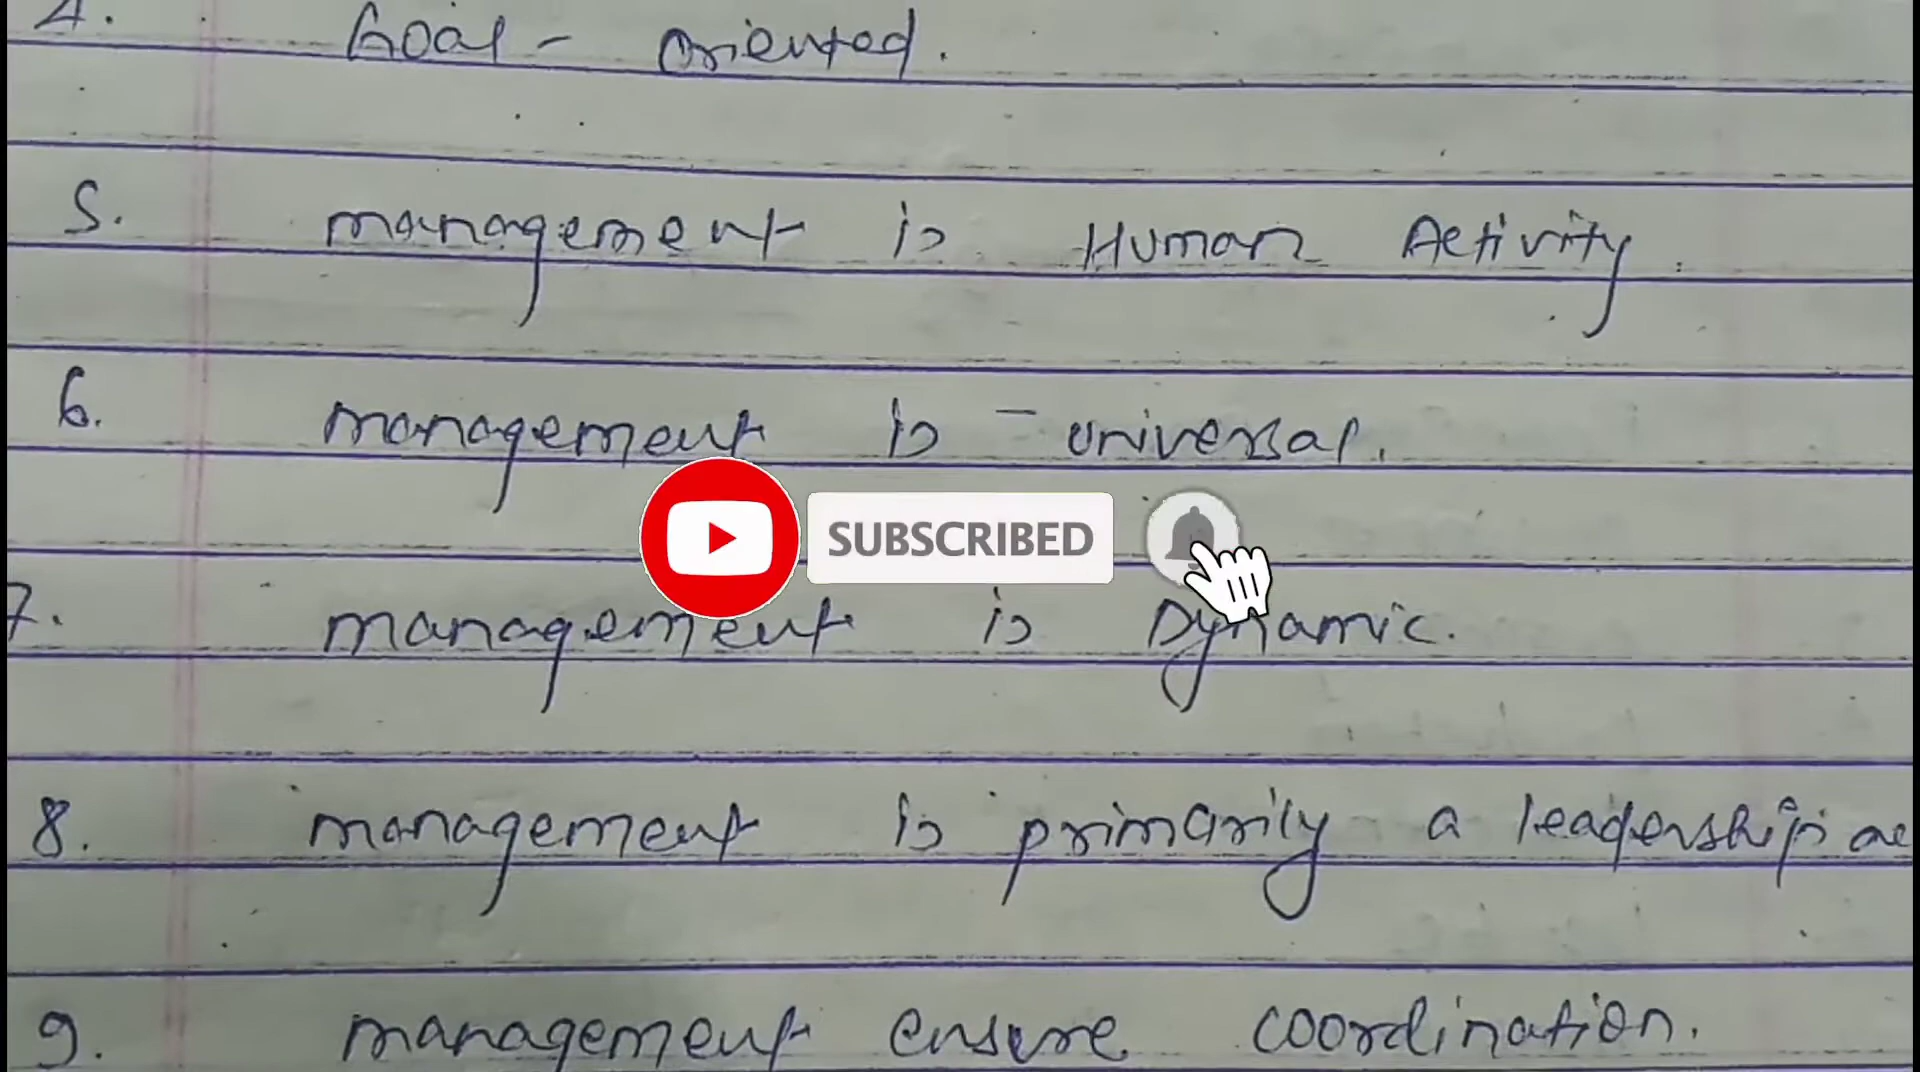 4. Goal - oriented.
5. management is Human Activity.
6. management is - universal.
SUBSCRIBED
7. management is Dynamic.
8. management is primarily a leadership ac
9. management ensure coordination.